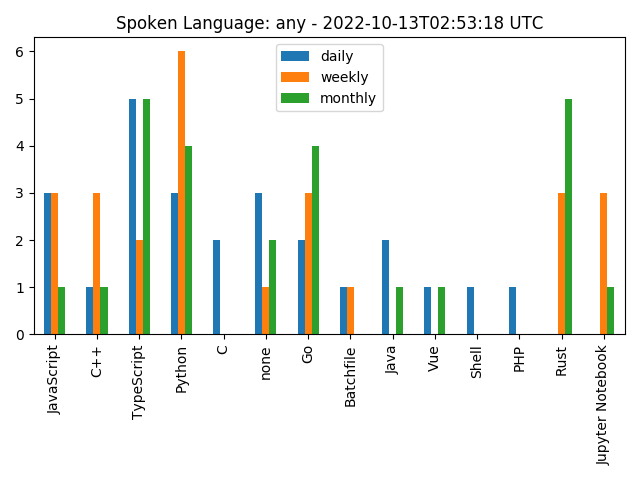 Spoken Language: any - 2022-10-13T02:53:18 UTC
daily
weekly
monthly
6
5
4
3
2
1
0
JavaScript
C++
TypeScript
Python
C
none
Go
Batchfile
Java
Vue
Shell
PHP
Rust
Jupyter Notebook